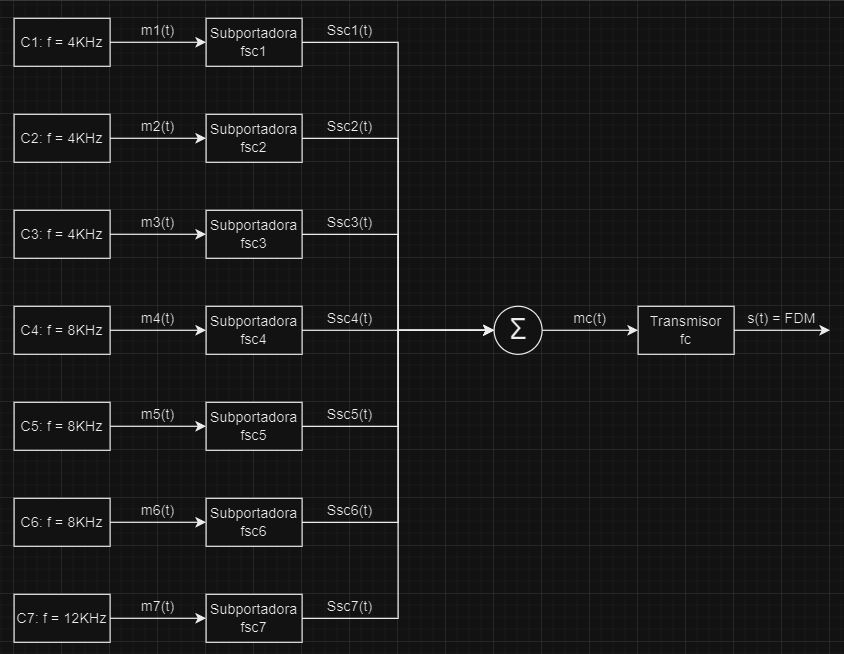 C1: f = 4KHz
m1(t)
Subportadora
fsc1
Ssc1(t)
C2: f = 4KHz
m2(t)
Subportadora
fsc2
Ssc2(t)
C3: f = 4KHz
m3(t)
Subportadora
fsc3
Ssc3(t)
C4: f = 8KHz
m4(t)
Subportadora
fsc4
Ssc4(t)
Σ
mc(t)
Transmisor
fc
s(t) = FDM
C5: f = 8KHz
m5(t)
Subportadora
fsc5
Ssc5(t)
C6: f = 8KHz
m6(t)
Subportadora
fsc6
Ssc6(t)
C7: f = 12KHz
m7(t)
Subportadora
fsc7
Ssc7(t)